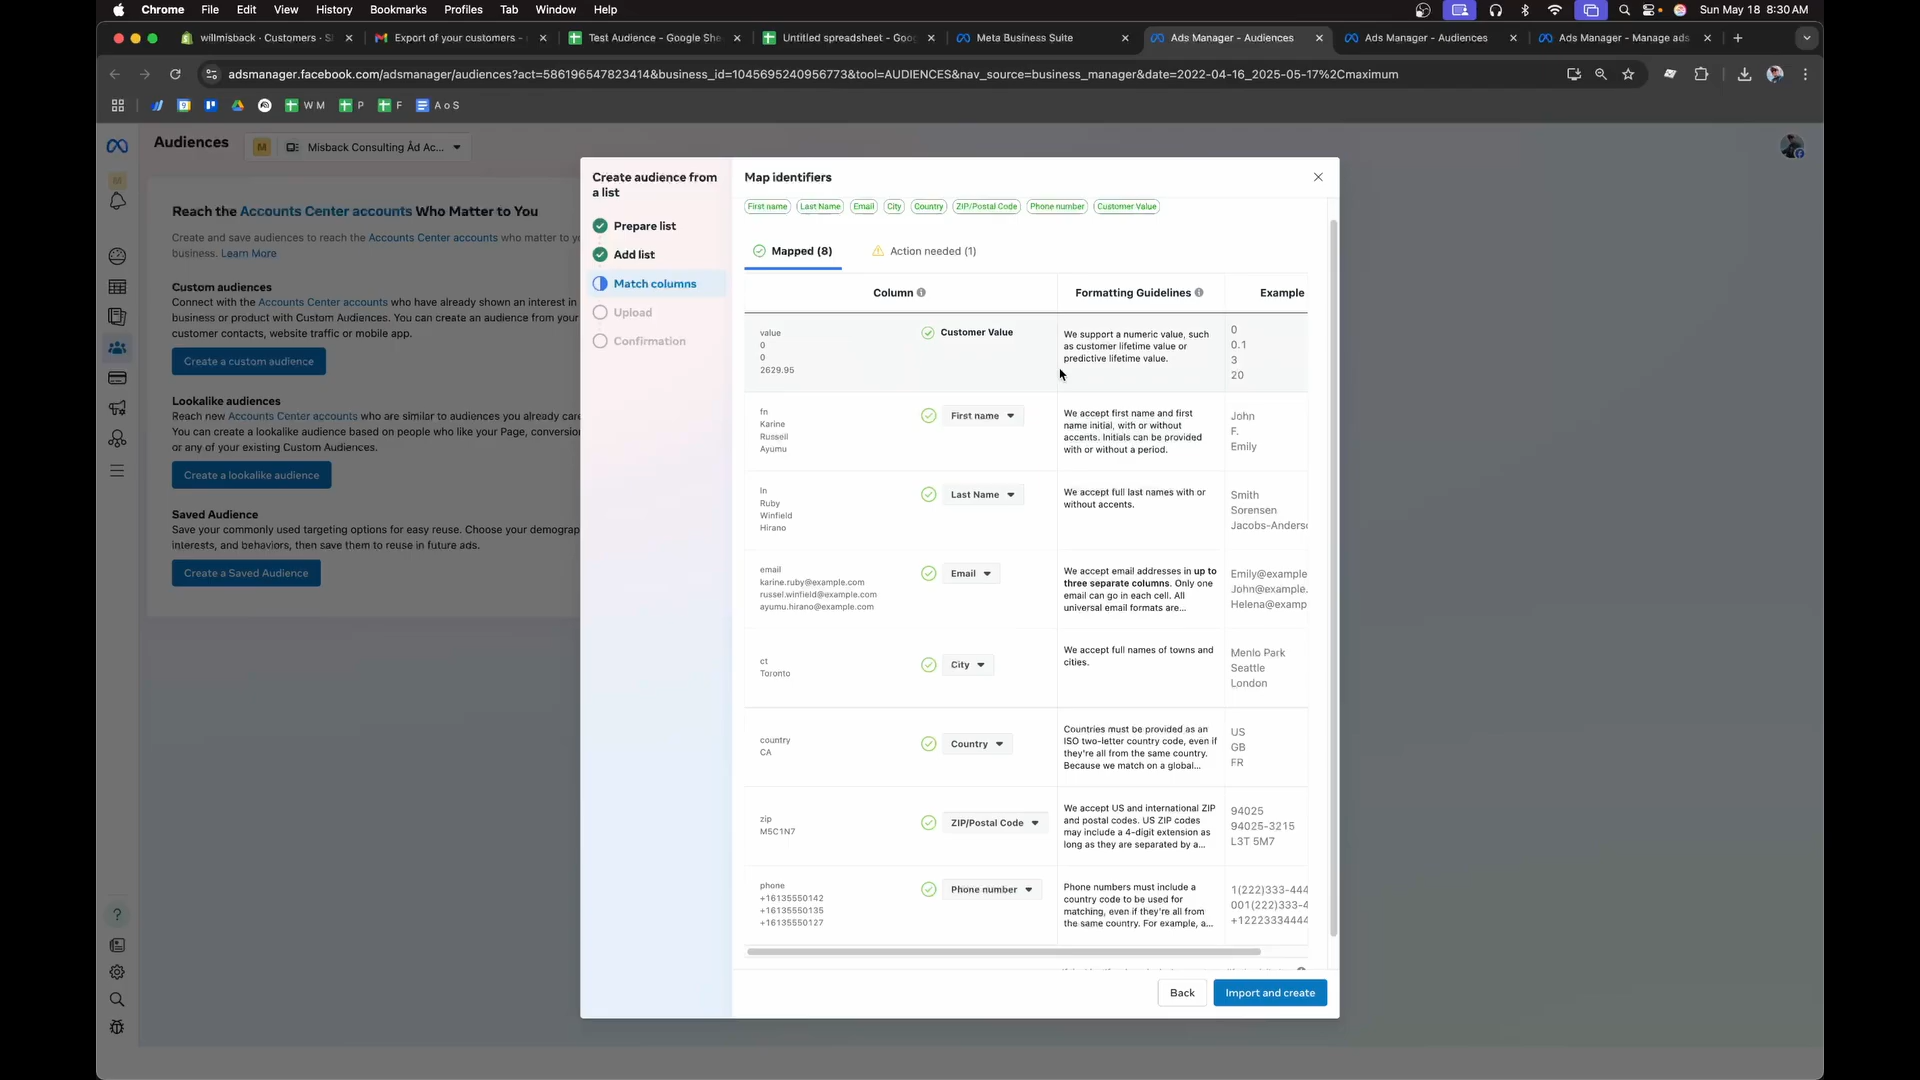 Chrome File Edit View History Bookmarks Profiles Tab Window Help Sun May 18 8:30 AM
willmisback · Customers · S Export of your customers - Test Audience - Google She Untitled spreadsheet - Goog Meta Business Suite Ads Manager - Audiences Ads Manager - Audiences Ads Manager - Manage ads
adsmanager.facebook.com/adsmanager/audiences?act=586196547823414&business_id=1045695240956773&tool=AUDIENCES&nav_source=business_manager&date=2022-04-16_2025-05-17%2Cmaximum
W M P F A o S
Audiences M Misback Consulting Ad Ac...
Reach the Accounts Center accounts Who Matter to You
Create and save audiences to reach the Accounts Center accounts who matter to yo
business. Learn More
Custom audiences
Connect with the Accounts Center accounts who have already shown an interest in
business or product with Custom Audiences. You can create an audience from your
customer contacts, website traffic or mobile app.
Create a custom audience
Lookalike audiences
Reach new Accounts Center accounts who are similar to audiences you already care
You can create a lookalike audience based on people who like your Page, conversion
or any of your existing Custom Audiences.
Create a lookalike audience
Saved Audience
Save your commonly used targeting options for easy reuse. Choose your demograp
interests, and behaviors, then save them to reuse in future ads.
Create a Saved Audience
Create audience from
a list
Prepare list
Add list
Match columns
Upload
Confirmation
Map identifiers
First name Last Name Email City Country ZIP/Postal Code Phone number Customer Value
Mapped (8) Action needed (1)
Column Formatting Guidelines Example
value
0
0
2629.95
Customer Value
We support a numeric value, such
as customer lifetime value or
predictive lifetime value.
0
0.1
3
20
fn
Karine
Russell
Ayumu
First name
We accept first name and first
name initial, with or without
accents. Initials can be provided
with or without a period.
John
F.
Emily
ln
Ruby
Winfield
Hirano
Last Name
We accept full last names with or
without accents.
Smith
Sorensen
Jacobs-Anderso
email
karine.ruby@example.com
russel.winfield@example.com
ayumu.hirano@example.com
Email
We accept email addresses in up to
three separate columns. Only one
email can go in each cell. All
universal email formats are...
Emily@example
John@example.
Helena@examp
ct
Toronto
City
We accept full names of towns and
cities.
Menlo Park
Seattle
London
country
CA
Country
Countries must be provided as an
ISO two-letter country code, even if
they're all from the same country.
Because we match on a global...
US
GB
FR
zip
M5C1N7
ZIP/Postal Code
We accept US and international ZIP
and postal codes. US ZIP codes
may include a 4-digit extension as
long as they are separated by a...
94025
94025-3215
L3T 5M7
phone
+16135550142
+16135550135
+16135550127
Phone number
Phone numbers must include a
country code to be used for
matching, even if they're all from
the same country. For example, a...
1(222)333-444
001(222)333-4
+12223334444
Back Import and create